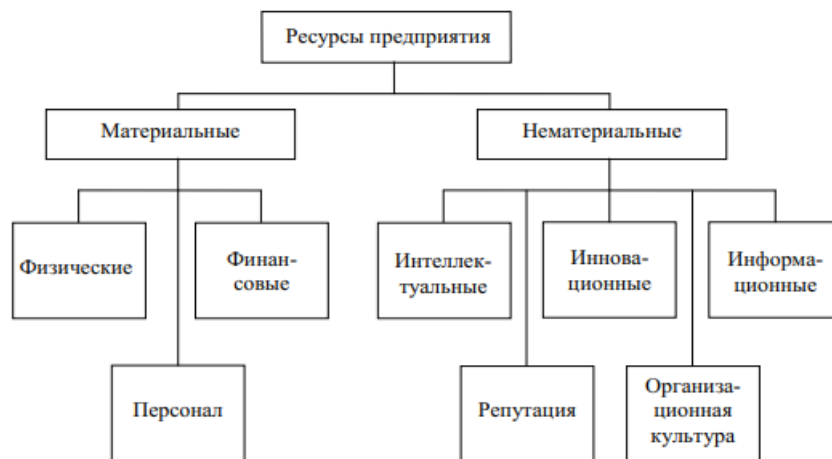 Ресурсы предприятия
Материальные
Нематериальные
Физические
Финан-
совые
Интеллек-
туальные
Иннова-
ционные
Информа-
ционные
Персонал
Репутация
Организа-
ционная
культура